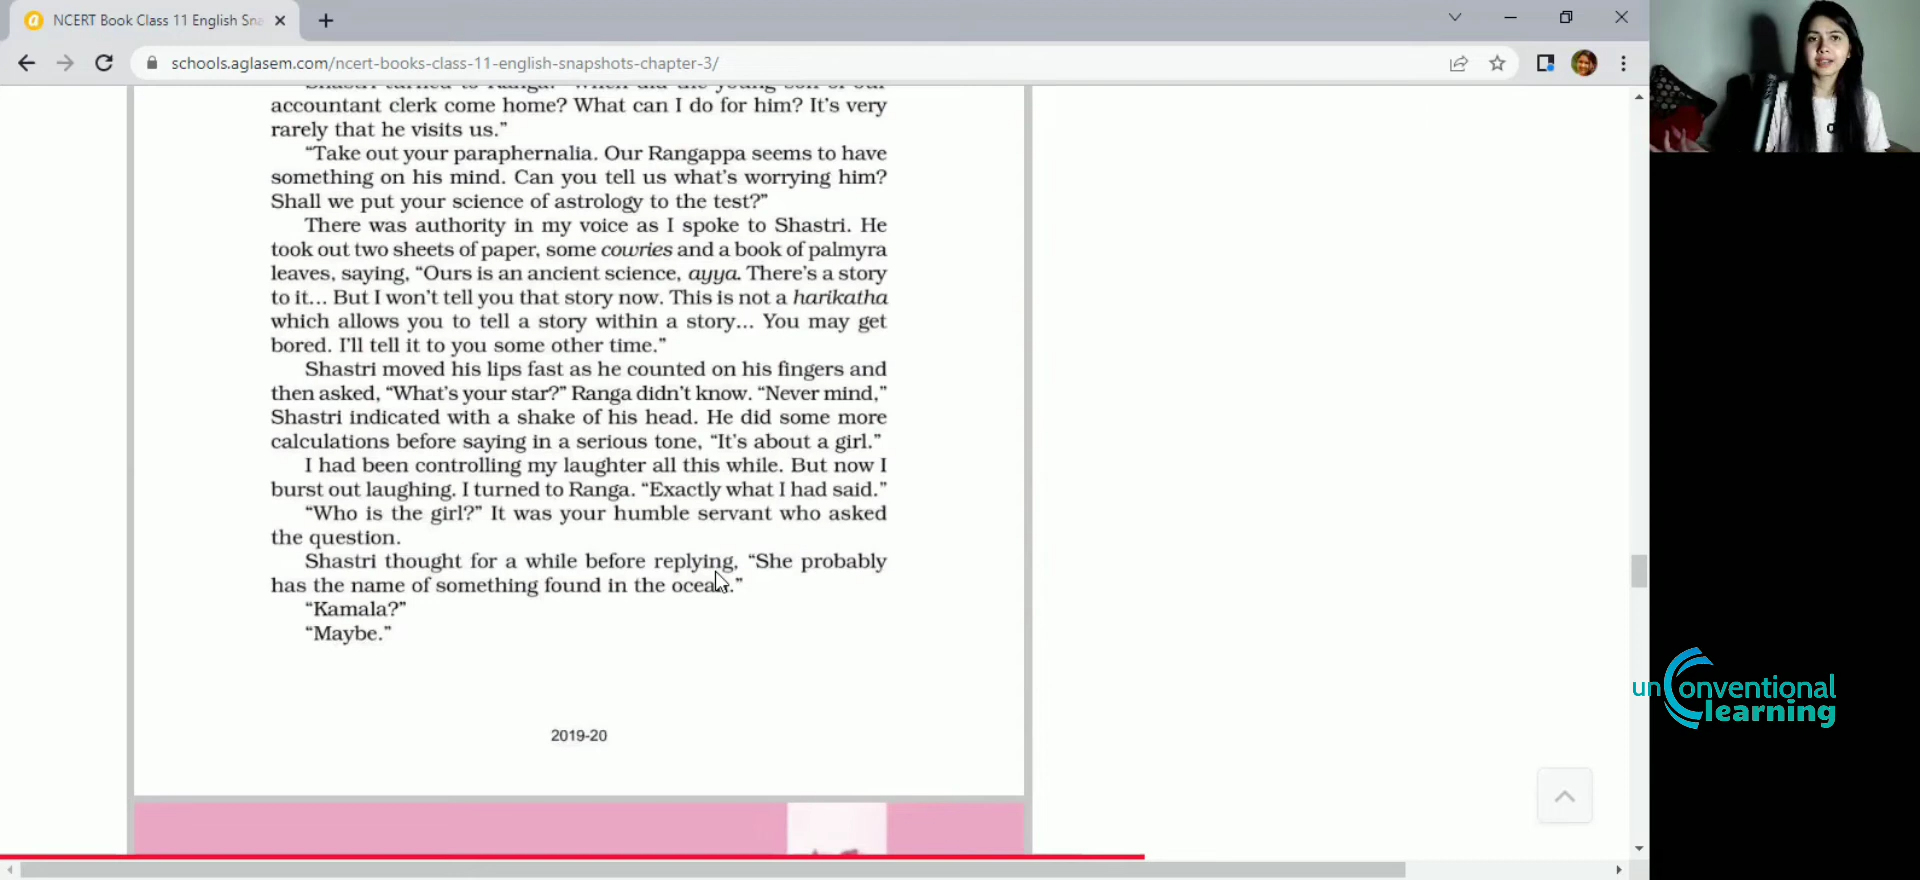 NCERT Book Class 11 English Sna
schools.aglasem.com/ncert-books-class-11-english-snapshots-chapter-3/
Shastri turned to Ranga. "When did the young son of our
accountant clerk come home? What can I do for him? It's very
rarely that he visits us."
"Take out your paraphernalia. Our Rangappa seems to have
something on his mind. Can you tell us what's worrying him?
Shall we put your science of astrology to the test?"
There was authority in my voice as I spoke to Shastri. He
took out two sheets of paper, some cowries and a book of palmyra
leaves, saying, "Ours is an ancient science, ayya. There's a story
to it... But I won't tell you that story now. This is not a harikatha
which allows you to tell a story within a story... You may get
bored. I'll tell it to you some other time."
Shastri moved his lips fast as he counted on his fingers and
then asked, "What's your star?" Ranga didn't know. "Never mind,"
Shastri indicated with a shake of his head. He did some more
calculations before saying in a serious tone, "It's about a girl."
I had been controlling my laughter all this while. But now I
burst out laughing. I turned to Ranga. "Exactly what I had said."
"Who is the girl?" It was your humble servant who asked
the question.
Shastri thought for a while before replying, "She probably
has the name of something found in the ocean."
"Kamala?"
"Maybe."
2019-20
unConventional
learning